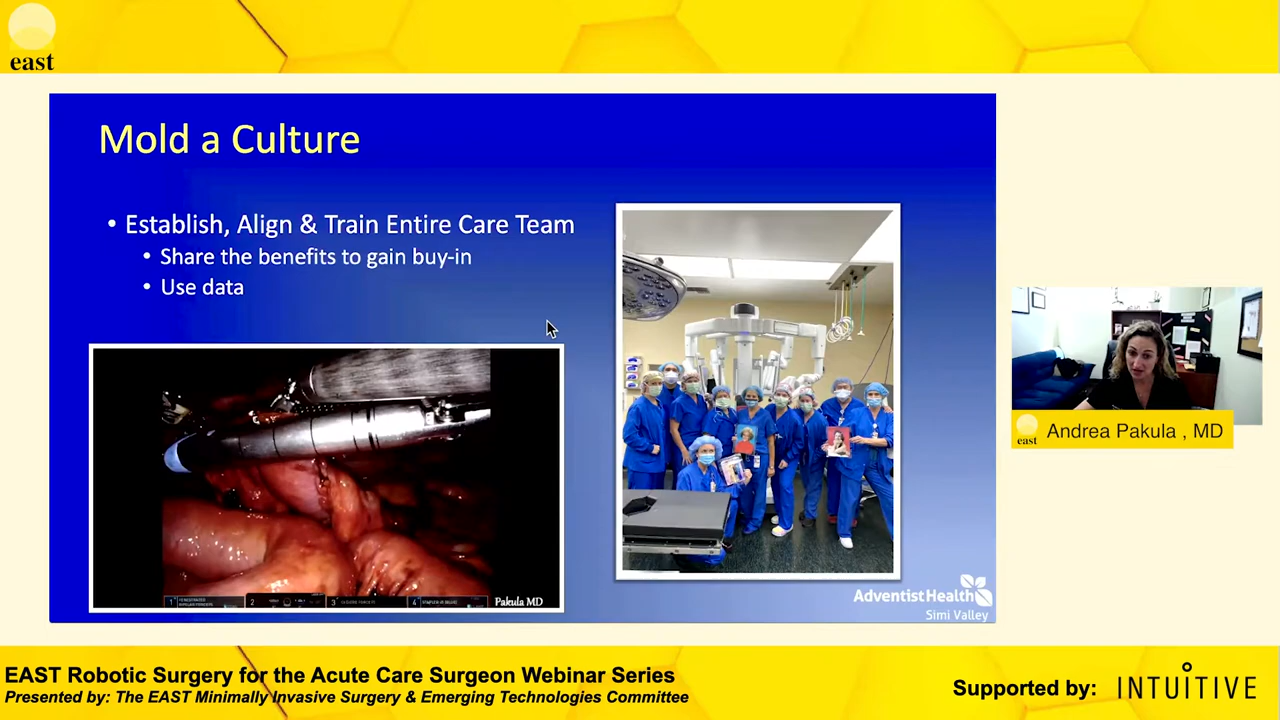 east
Mold a Culture
• Establish, Align & Train Entire Care Team
• Share the benefits to gain buy-in
• Use data
Pakula MD
AdventistHealth
Simi Valley
east
Andrea Pakula , MD
EAST Robotic Surgery for the Acute Care Surgeon Webinar Series
Presented by: The EAST Minimally Invasive Surgery & Emerging Technologies Committee
Supported by:
INTUITIVE